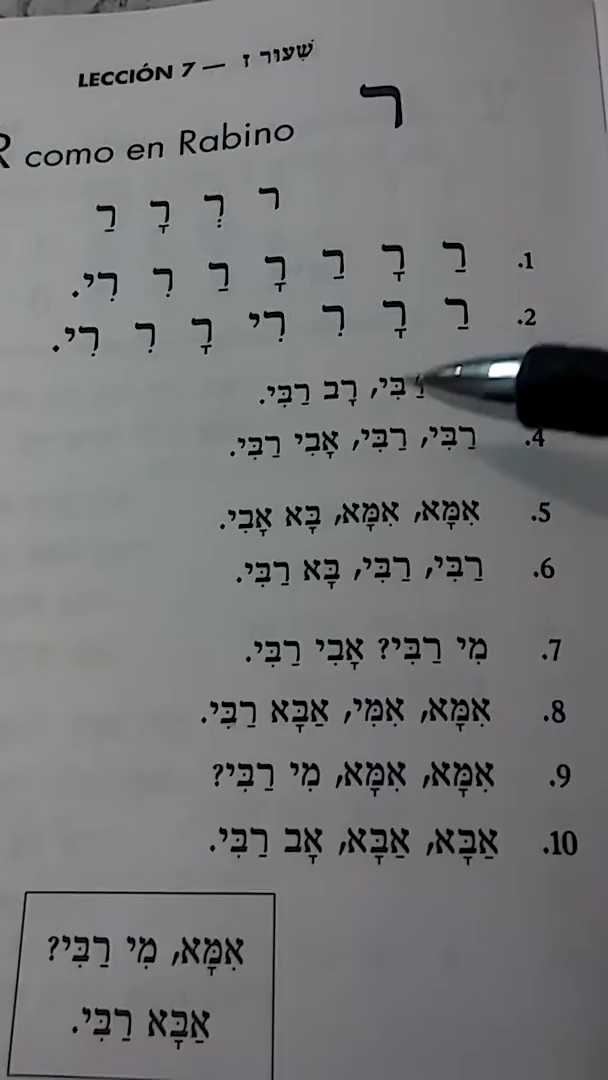 LECCIÓN 7 — שִׁעוּר ז
ר
R como en Rabino
ר רְ רָ רַ
1. רַ רָ רַ רָ רַ רִ רִי.
2. רַ רָ רִ רִי רָ רִ רִי.
רַבִּי, רָב רַבִּי.
4. רַבִּי, רַבִּי, אָבִי רַבִּי.
5. אִמָּא, אִמָּא, בָּא אָבִי.
6. רַבִּי, רַבִּי, בָּא רַבִּי.
7. מִי רַבִּי? אָבִי רַבִּי.
8. אִמָּא, אִמִּי, אַבָּא רַבִּי.
9. אִמָּא, אִמָּא, מִי רַבִּי?
10. אַבָּא, אַבָּא, אָב רַבִּי.
אִמָּא, מִי רַבִּי?
אַבָּא רַבִּי.